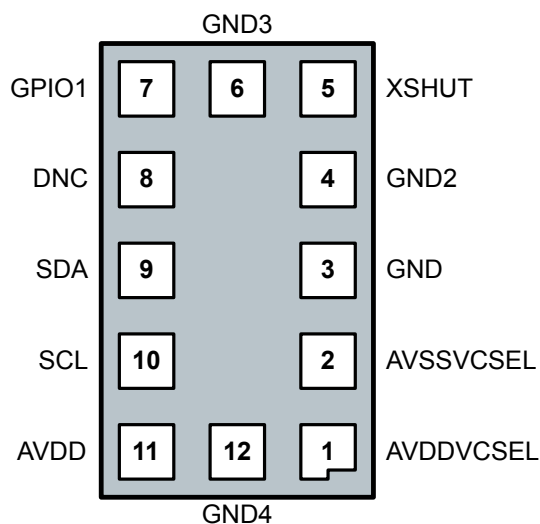 GND3
GPIO1 7 6 5 XSHUT
DNC 8 4 GND2
SDA 9 3 GND
SCL 10 2 AVSSVCSEL
AVDD 11 12 1 AVDDVCSEL
GND4